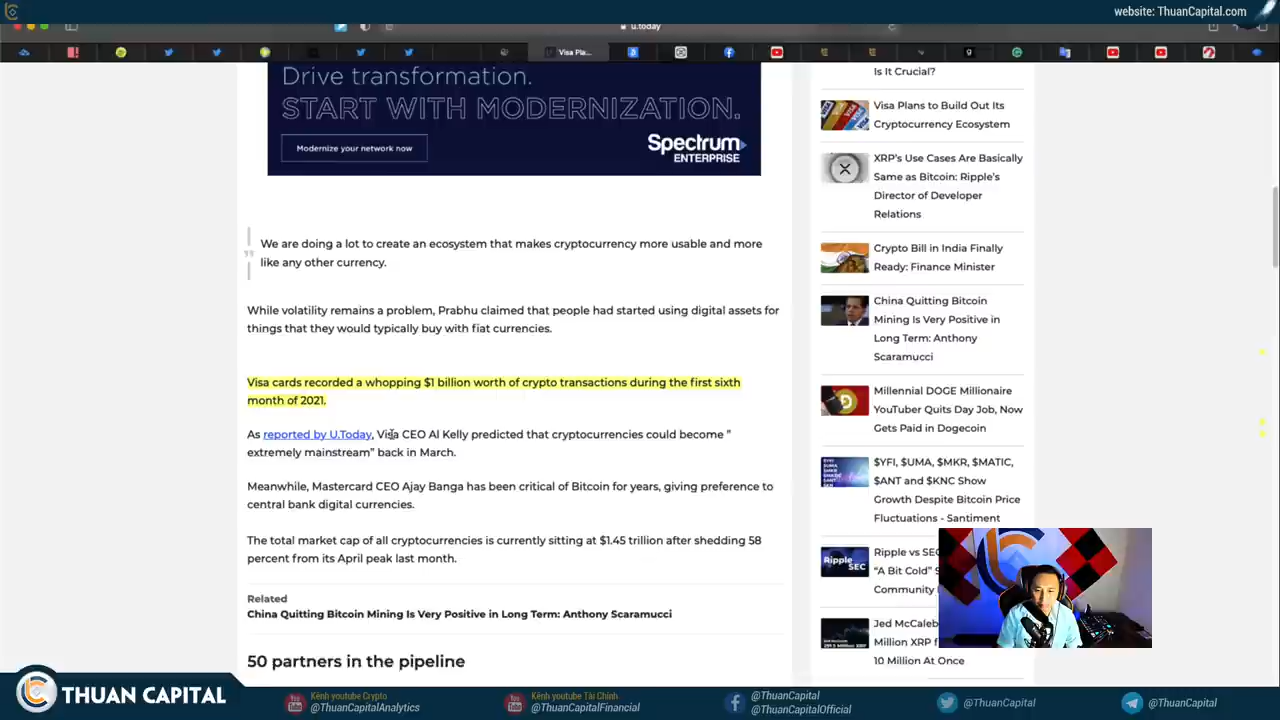 website: ThuanCapital.com
u.today
Visa Pla...
Drive transformation.
START WITH MODERNIZATION.
Modernize your network now
Spectrum
ENTERPRISE
We are doing a lot to create an ecosystem that makes cryptocurrency more usable and more
like any other currency.
While volatility remains a problem, Prabhu claimed that people had started using digital assets for
things that they would typically buy with fiat currencies.
Visa cards recorded a whopping $1 billion worth of crypto transactions during the first sixth
month of 2021.
As reported by U.Today, Visa CEO Al Kelly predicted that cryptocurrencies could become "
extremely mainstream" back in March.
Meanwhile, Mastercard CEO Ajay Banga has been critical of Bitcoin for years, giving preference to
central bank digital currencies.
The total market cap of all cryptocurrencies is currently sitting at $1.45 trillion after shedding 58
percent from its April peak last month.
Related
China Quitting Bitcoin Mining Is Very Positive in Long Term: Anthony Scaramucci
50 partners in the pipeline
Is It Crucial?
Visa Plans to Build Out Its
Cryptocurrency Ecosystem
XRP's Use Cases Are Basically
Same as Bitcoin: Ripple's
Director of Developer
Relations
Crypto Bill in India Finally
Ready: Finance Minister
China Quitting Bitcoin
Mining Is Very Positive in
Long Term: Anthony
Scaramucci
Millennial DOGE Millionaire
YouTuber Quits Day Job, Now
Gets Paid in Dogecoin
$YFI, $UMA, $MKR, $MATIC,
$ANT and $KNC Show
Growth Despite Bitcoin Price
Fluctuations - Santiment
Ripple vs SEC
"A Bit Cold" S
Community
Jed McCaleb
Million XRP f
10 Million At Once
Ripple
SEC
THUAN CAPITAL
Kênh youtube Crypto
@ThuanCapitalAnalytics
Kênh youtube Tài Chính
@ThuanCapitalFinancial
@ThuanCapital
@ThuanCapitalOfficial
@ThuanCapital
@ThuanCapital